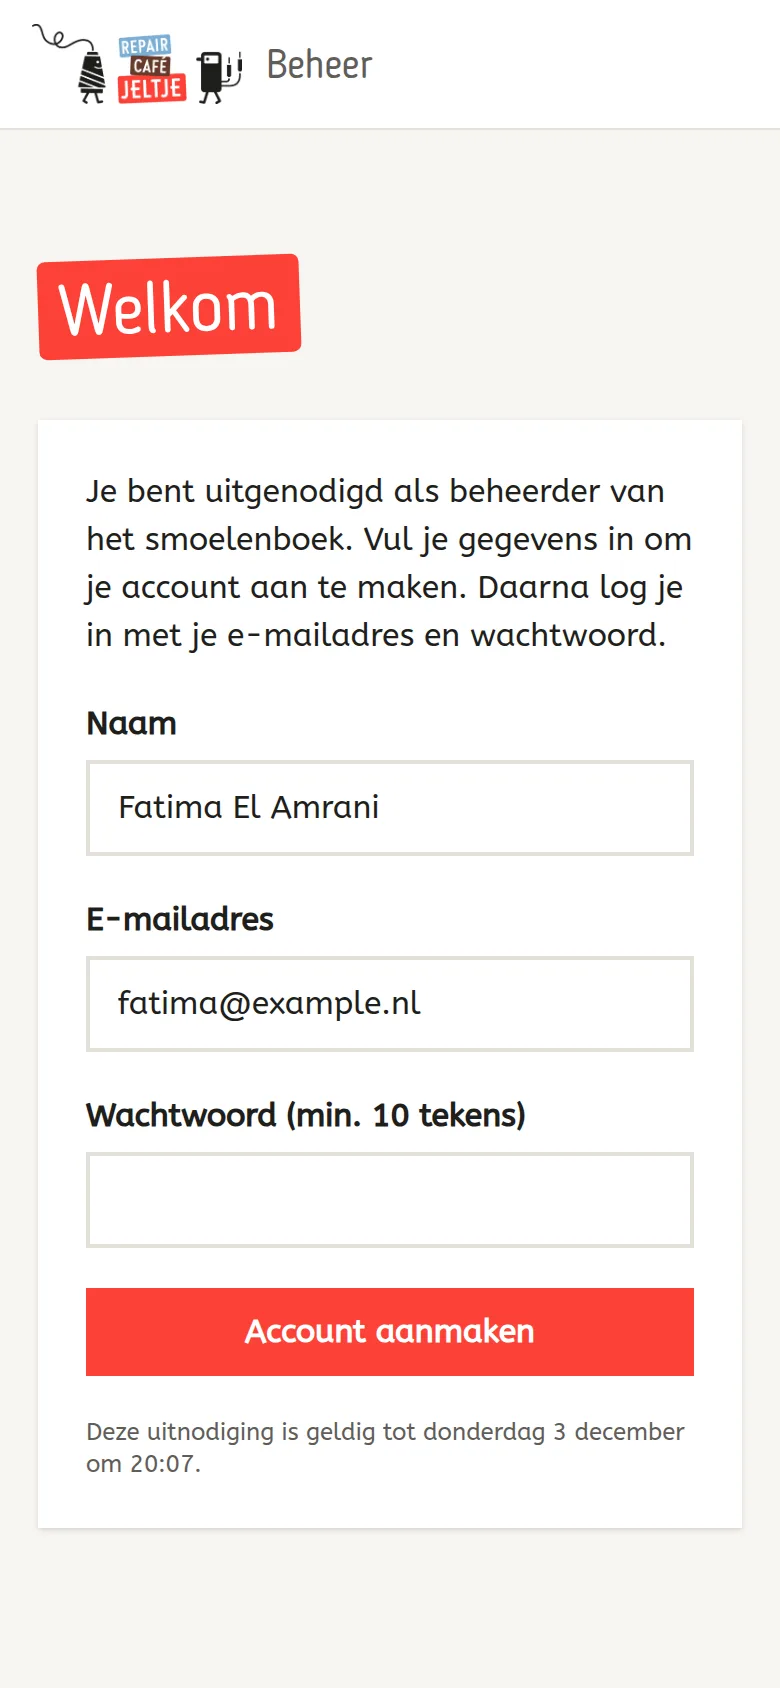 REPAIR
CAFÉ
JELTJE
Beheer
Welkom
Je bent uitgenodigd als beheerder van
het smoelenboek. Vul je gegevens in om
je account aan te maken. Daarna log je
in met je e-mailadres en wachtwoord.
Naam
Fatima El Amrani
E-mailadres
fatima@example.nl
Wachtwoord (min. 10 tekens)
Account aanmaken
Deze uitnodiging is geldig tot donderdag 3 december
om 20:07.